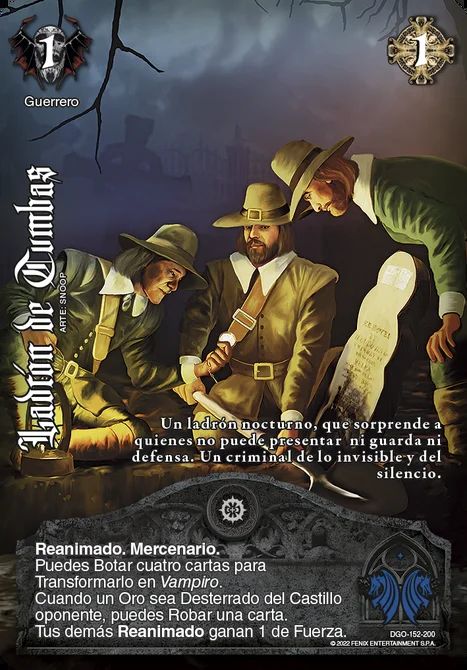 1
1
Guerrero
Ladrón de Tumbas
ARTE: SNOOP
Un ladrón nocturno, que sorprende a
quienes no puede presentar ni guarda ni
defensa. Un criminal de lo invisible y del
silencio.
Reanimado. Mercenario.
Puedes Botar cuatro cartas para
Transformarlo en Vampiro.
Cuando un Oro sea Desterrado del Castillo
oponente, puedes Robar una carta.
Tus demás Reanimado ganan 1 de Fuerza.
DGO-152-200
© 2022 FENIX ENTERTAINMENT S.P.A.